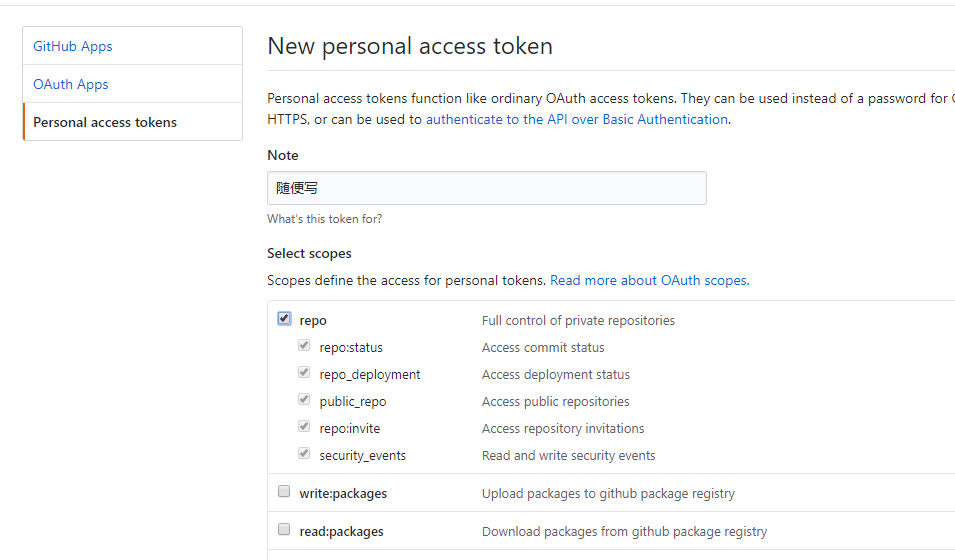 GitHub Apps
OAuth Apps
Personal access tokens
New personal access token
Personal access tokens function like ordinary OAuth access tokens. They can be used instead of a password for
HTTPS, or can be used to authenticate to the API over Basic Authentication.
Note
随便写
What's this token for?
Select scopes
Scopes define the access for personal tokens. Read more about OAuth scopes.
repo Full control of private repositories
repo:status Access commit status
repo_deployment Access deployment status
public_repo Access public repositories
repo:invite Access repository invitations
security_events Read and write security events
write:packages Upload packages to github package registry
read:packages Download packages from github package registry